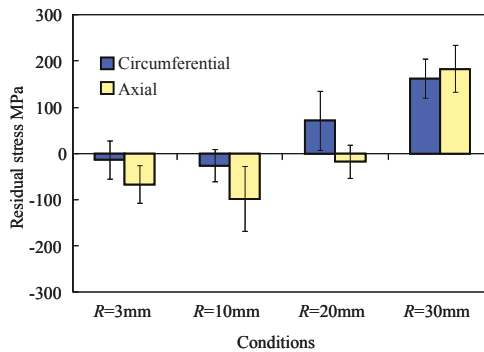 Residual stress MPa
300
200
100
0
-100
-200
-300
Circumferential
Axial
R=3mm R=10mm R=20mm R=30mm
Conditions